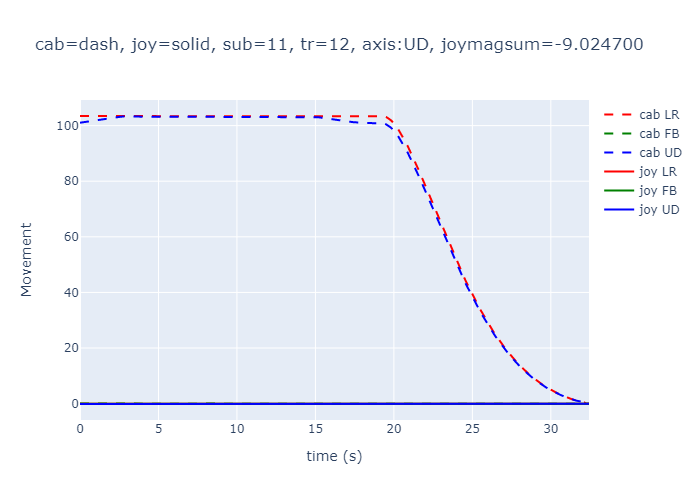 cab=dash, joy=solid, sub=11, tr=12, axis:UD, joymagsum=-9.024700
cab LR
cab FB
cab UD
joy LR
joy FB
joy UD
Movement
100
80
60
40
20
0
0 5 10 15 20 25 30
time (s)